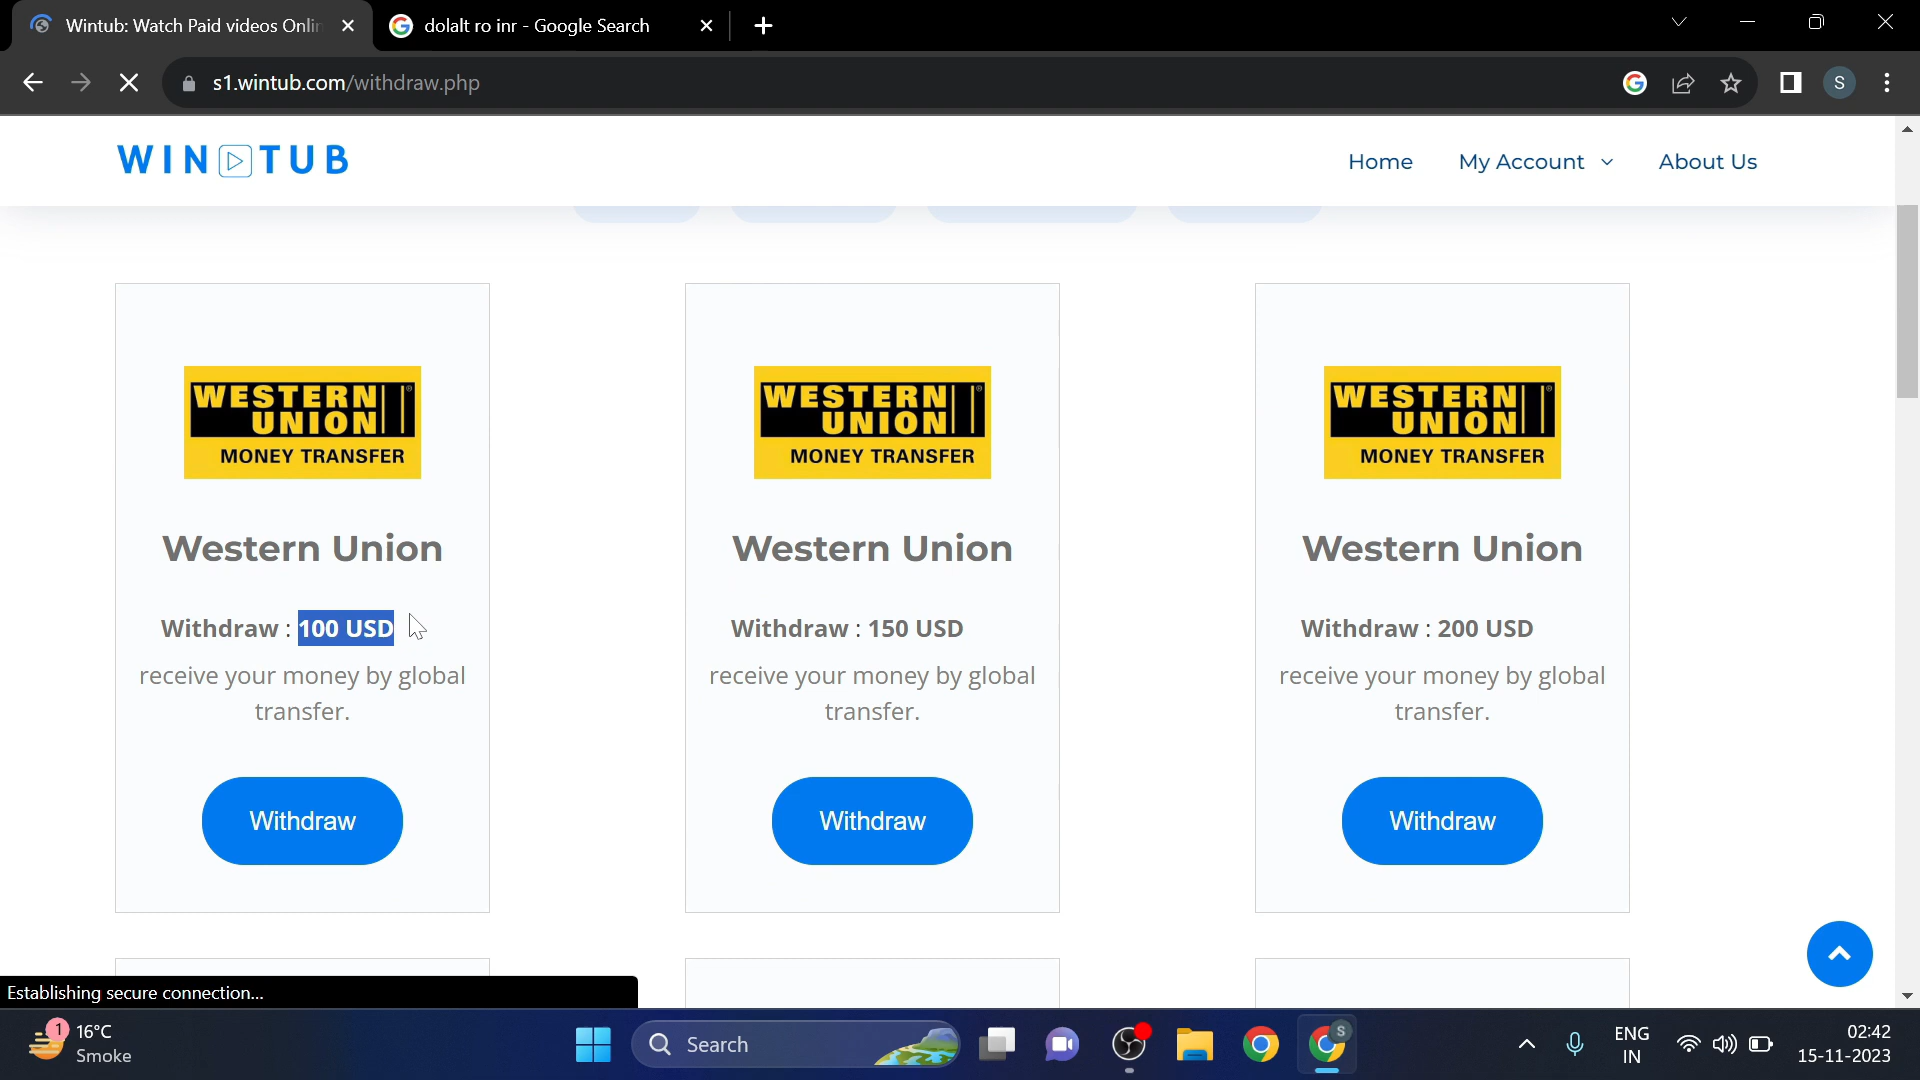 Wintub: Watch Paid videos Onlin
dolalt ro inr - Google Search
s1.wintub.com/withdraw.php
S
WIN TUB
Home
My Account
About Us
WESTERN
UNION
MONEY TRANSFER
Western Union
Withdraw : 100 USD
receive your money by global
transfer.
Withdraw
WESTERN
UNION
MONEY TRANSFER
Western Union
Withdraw : 150 USD
receive your money by global
transfer.
Withdraw
WESTERN
UNION
MONEY TRANSFER
Western Union
Withdraw : 200 USD
receive your money by global
transfer.
Withdraw
Establishing secure connection...
1
16°C
Smoke
Search
S
ENG
IN
02:42
15-11-2023